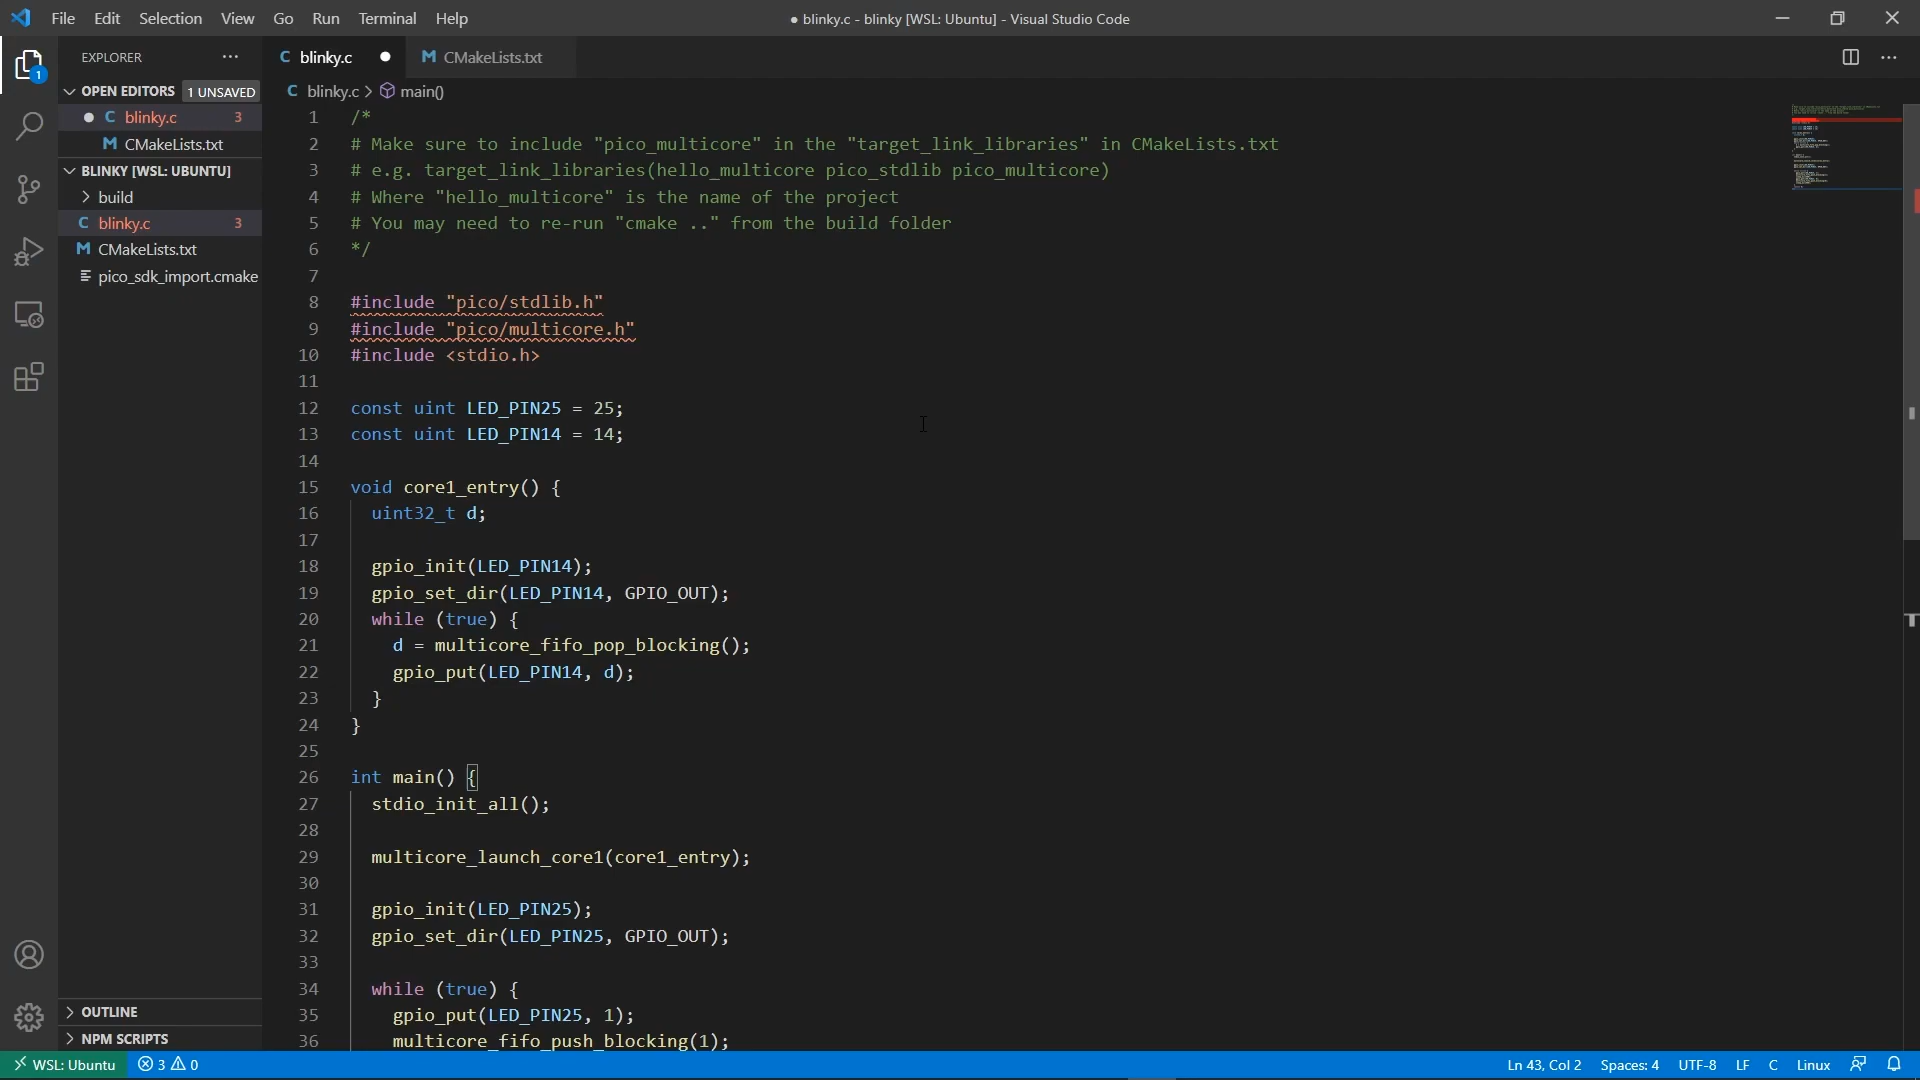 File Edit Selection View Go Run Terminal Help
● blinky.c - blinky [WSL: Ubuntu] - Visual Studio Code
1
EXPLORER ···
OPEN EDITORS 1 UNSAVED
C blinky.c 3
M CMakeLists.txt
BLINKY [WSL: UBUNTU]
build
C blinky.c 3
M CMakeLists.txt
pico_sdk_import.cmake
OUTLINE
NPM SCRIPTS
C blinky.c ● M CMakeLists.txt
C blinky.c > main()
1 /*
2 # Make sure to include "pico_multicore" in the "target_link_libraries" in CMakeLists.txt
3 # e.g. target_link_libraries(hello_multicore pico_stdlib pico_multicore)
4 # Where "hello_multicore" is the name of the project
5 # You may need to re-run "cmake .." from the build folder
6 */
7
8 #include "pico/stdlib.h"
9 #include "pico/multicore.h"
10 #include <stdio.h>
11
12 const uint LED_PIN25 = 25;
13 const uint LED_PIN14 = 14;
14
15 void core1_entry() {
16   uint32_t d;
17
18   gpio_init(LED_PIN14);
19   gpio_set_dir(LED_PIN14, GPIO_OUT);
20   while (true) {
21     d = multicore_fifo_pop_blocking();
22     gpio_put(LED_PIN14, d);
23   }
24 }
25
26 int main() {
27   stdio_init_all();
28
29   multicore_launch_core1(core1_entry);
30
31   gpio_init(LED_PIN25);
32   gpio_set_dir(LED_PIN25, GPIO_OUT);
33
34   while (true) {
35     gpio_put(LED_PIN25, 1);
36     multicore_fifo_push_blocking(1);
WSL: Ubuntu 3 0 Ln 43, Col 2 Spaces: 4 UTF-8 LF C Linux